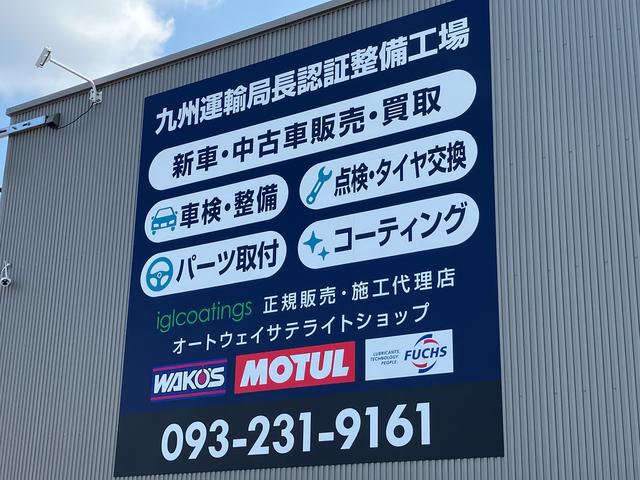 九州運輸局長認証整備工場
新車・中古車販売・買取
車検・整備
点検・タイヤ交換
パーツ取付
コーティング
iglcoatings 正規販売・施工代理店
オートウェイサテライトショップ
WAKO'S
MOTUL
LUBRICANTS.
TECHNOLOGY.
PEOPLE.
FUCHS
093-231-9161